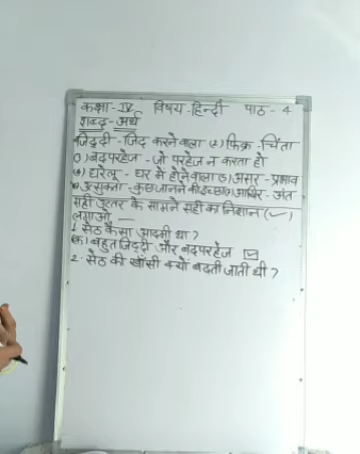 कक्षा-IV विषय-हिन्दी पाठ-4
शब्द-अर्थ
जिद्दी-जिद करने वाला (2) फिक्र-चिंता
(3) बदपरहेज - जो परहेज न करता हो
(4) घरेलू - घर में होने वाला (5) असर - प्रभाव
उत्सुकता - कुछ जानने की इच्छा आखिर - अंत
सही उत्तर के सामने सही का निशान (✓)
लगाओ —
1. सेठ कैसा आदमी था?
(क) बहुत जिद्दी और बदपरहेज ☑
2. सेठ की खाँसी क्यों बढ़ती जाती थी?